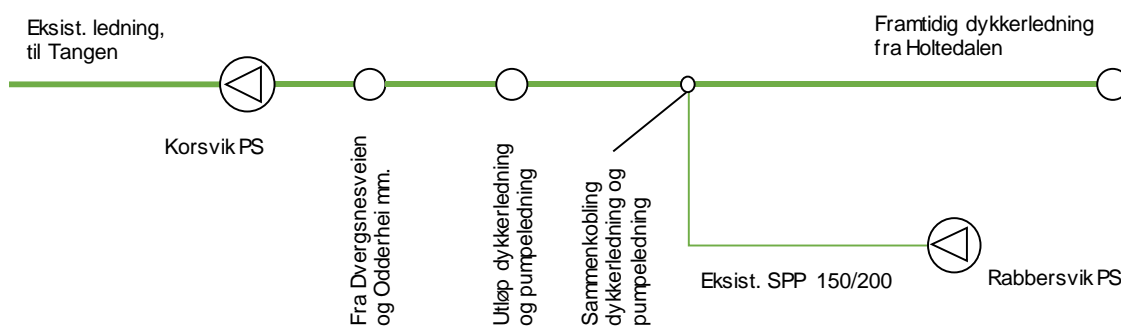 Eksist. ledning,
til Tangen
Framtidig dykkerledning
fra Holtedalen
Korsvik PS
Fra Dvergsnesveien
og Odderhei mm.
Utløp dykkerledning
og pumpeledning
Sammenkobling
dykkerledning og
pumpeledning
Eksist. SPP 150/200
Rabbersvik PS